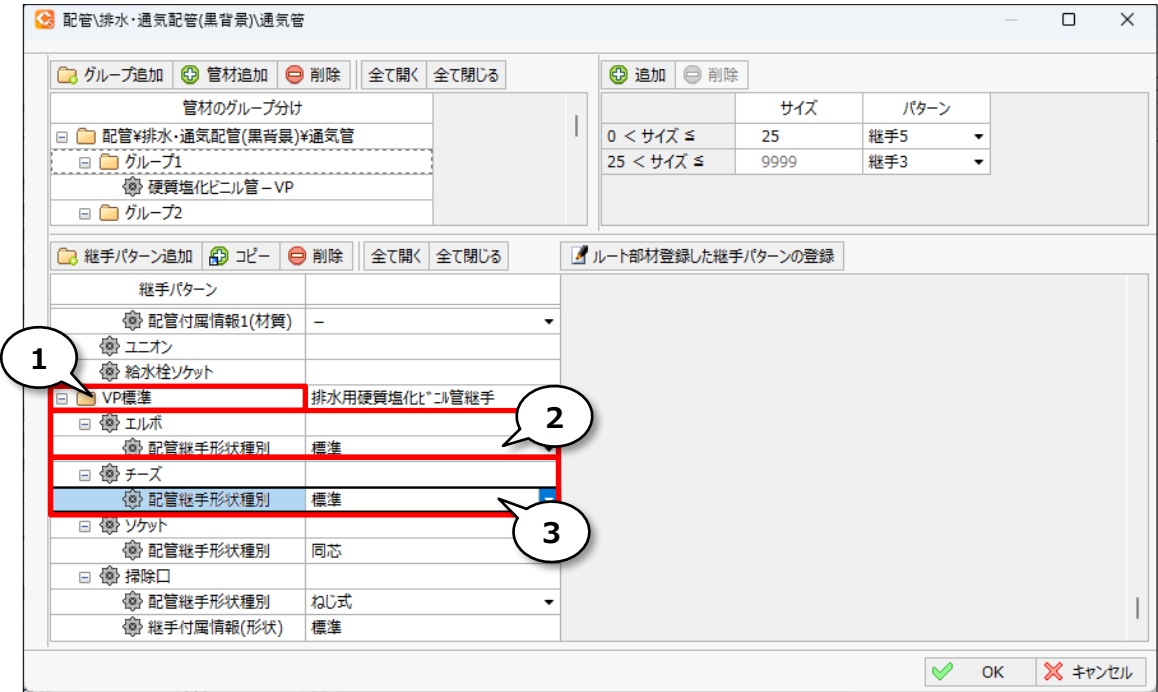 配管\排水・通気配管(黒背景)\通気管
グループ追加 管材追加 削除 全て開く 全て閉じる
管材のグループ分け
配管¥排水・通気配管(黒背景)¥通気管
グループ1
硬質塩化ビニル管－VP
グループ2
追加 削除
サイズ パターン
0 < サイズ ≦ 25 継手5
25 < サイズ ≦ 9999 継手3
継手パターン追加 コピー 削除 全て開く 全て閉じる
ルート部材登録した継手パターンの登録
継手パターン
配管付属情報1(材質) －
ユニオン
1
給水栓ソケット
VP標準 排水用硬質塩化ﾋﾞﾆﾙ管継手
2
エルボ
配管継手形状種別 標準
チーズ
配管継手形状種別 標準
3
ソケット
配管継手形状種別 同芯
掃除口
配管継手形状種別 ねじ式
継手付属情報(形状) 標準
OK キャンセル